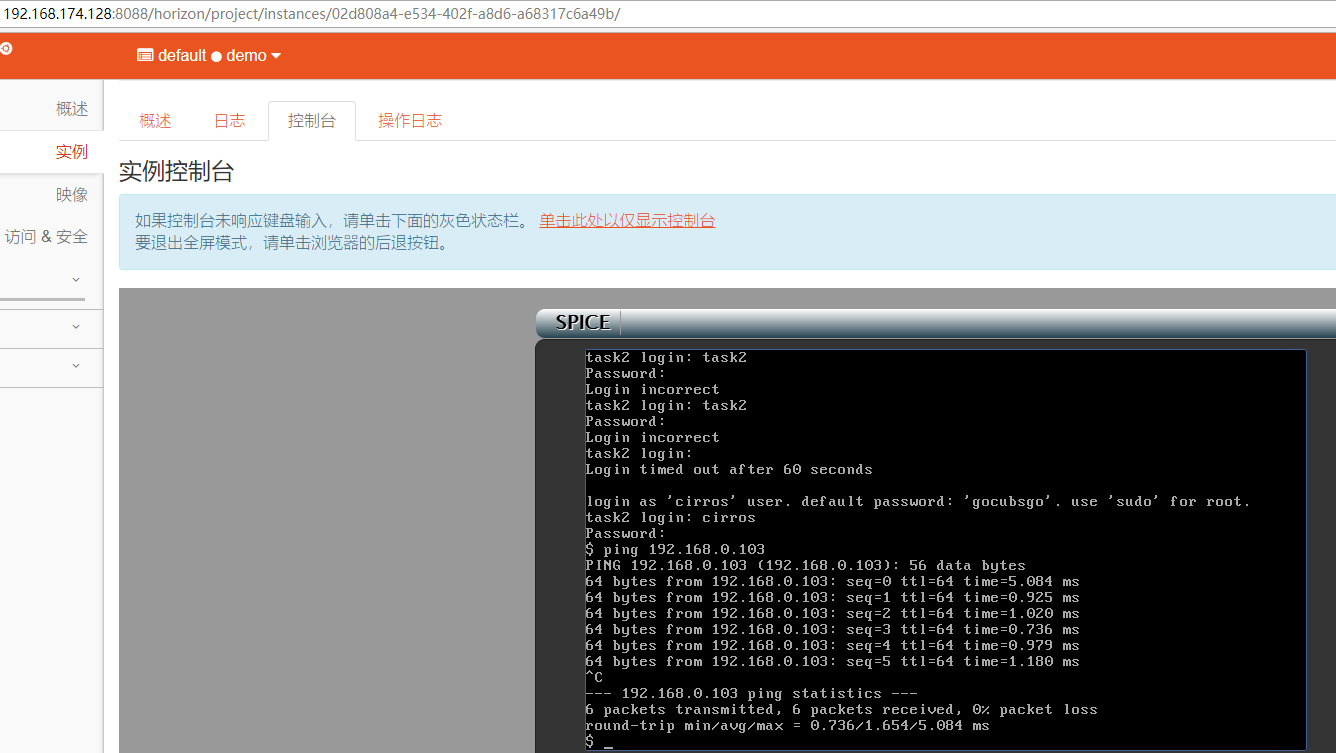 192.168.174.128:8088/horizon/project/instances/02d808a4-e534-402f-a8d6-a68317c6a49b/
default demo
概述
实例
映像
访问 & 安全
概述 日志 控制台 操作日志
实例控制台
如果控制台未响应键盘输入，请单击下面的灰色状态栏。 单击此处以仅显示控制台
要退出全屏模式，请单击浏览器的后退按钮。
SPICE
task2 login: task2
Password:
Login incorrect
task2 login: task2
Password:
Login incorrect
task2 login:
Login timed out after 60 seconds
login as 'cirros' user. default password: 'gocubsgo'. use 'sudo' for root.
task2 login: cirros
Password:
$ ping 192.168.0.103
PING 192.168.0.103 (192.168.0.103): 56 data bytes
64 bytes from 192.168.0.103: seq=0 ttl=64 time=5.084 ms
64 bytes from 192.168.0.103: seq=1 ttl=64 time=0.925 ms
64 bytes from 192.168.0.103: seq=2 ttl=64 time=1.020 ms
64 bytes from 192.168.0.103: seq=3 ttl=64 time=0.736 ms
64 bytes from 192.168.0.103: seq=4 ttl=64 time=0.979 ms
64 bytes from 192.168.0.103: seq=5 ttl=64 time=1.180 ms
^C
--- 192.168.0.103 ping statistics ---
6 packets transmitted, 6 packets received, 0% packet loss
round-trip min/avg/max = 0.736/1.654/5.084 ms
$ _